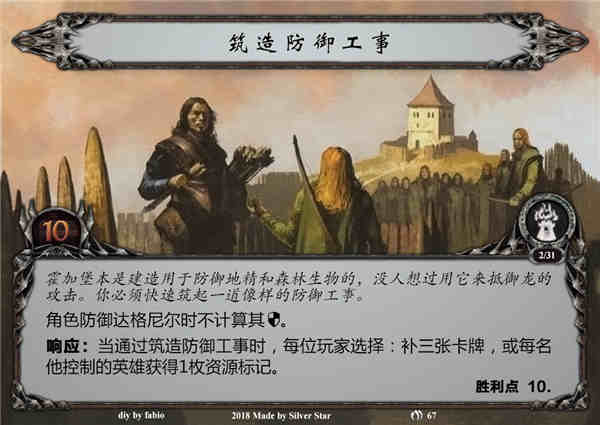 筑造防御工事
10
2/31
霍加堡本是建造用于防御地精和森林生物的，没人想过用它来抵御龙的
攻击。你必须快速筑起一道像样的防御工事。
角色防御达格尼尔时不计算其。
响应：当通过筑造防御工事时，每位玩家选择：补三张卡牌，或每名
他控制的英雄获得1枚资源标记。
胜利点 10.
diy by fabio 2018 Made by Silver Star 67